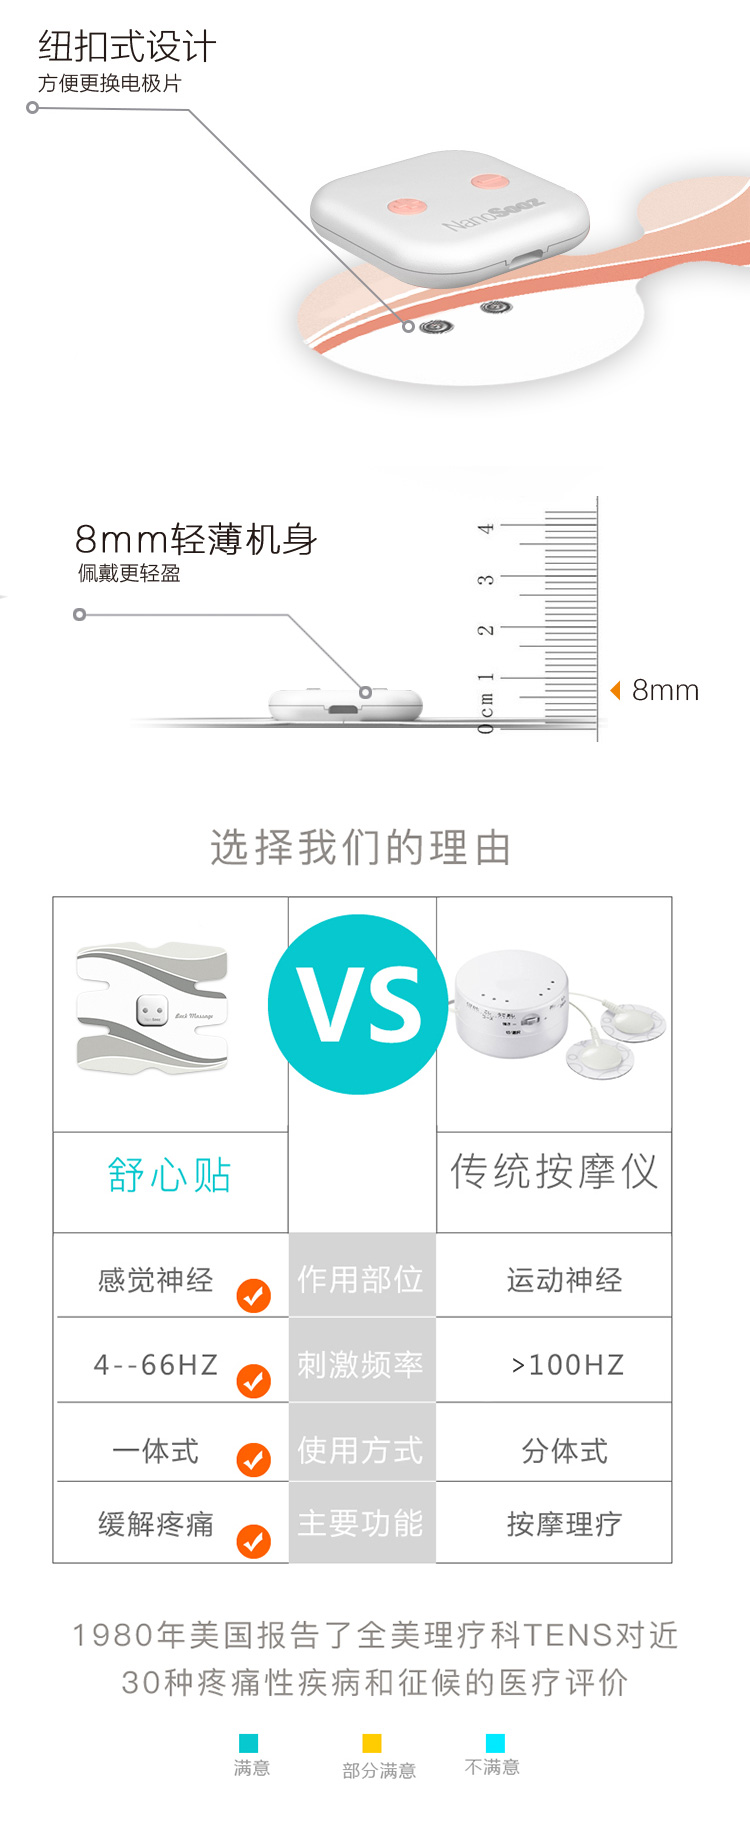 纽扣式设计
方便更换电极片
NanoSooz
8mm轻薄机身
佩戴更轻盈
4
3
2
1
0cm
8mm
选择我们的理由
VS
Back Massage
舒心贴
传统按摩仪
感觉神经 作用部位 运动神经
4--66HZ 刺激频率 >100HZ
一体式 使用方式 分体式
缓解疼痛 主要功能 按摩理疗
1980年美国报告了全美理疗科TENS对近
30种疼痛性疾病和征候的医疗评价
满意 部分满意 不满意